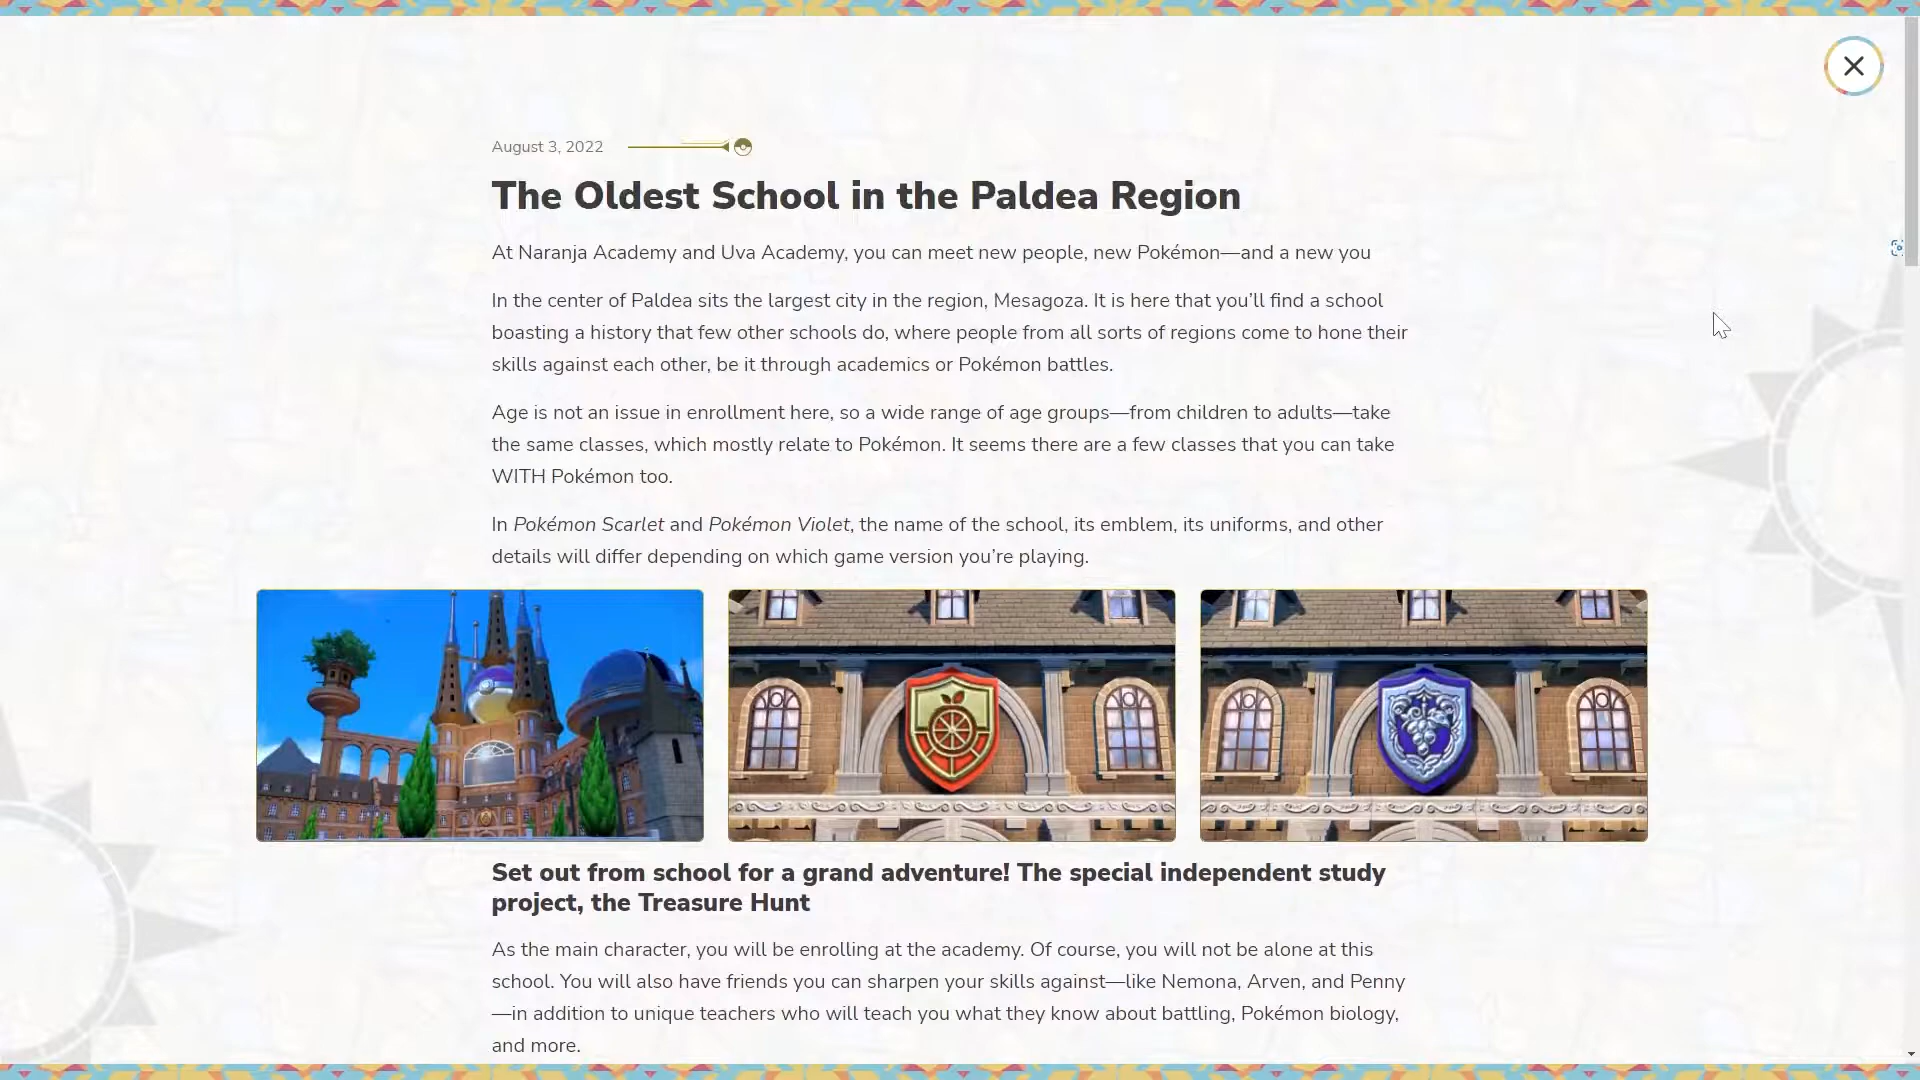 August 3, 2022
The Oldest School in the Paldea Region
At Naranja Academy and Uva Academy, you can meet new people, new Pokémon—and a new you
In the center of Paldea sits the largest city in the region, Mesagoza. It is here that you’ll find a school
boasting a history that few other schools do, where people from all sorts of regions come to hone their
skills against each other, be it through academics or Pokémon battles.
Age is not an issue in enrollment here, so a wide range of age groups—from children to adults—take
the same classes, which mostly relate to Pokémon. It seems there are a few classes that you can take
WITH Pokémon too.
In Pokémon Scarlet and Pokémon Violet, the name of the school, its emblem, its uniforms, and other
details will differ depending on which game version you’re playing.
Set out from school for a grand adventure! The special independent study
project, the Treasure Hunt
As the main character, you will be enrolling at the academy. Of course, you will not be alone at this
school. You will also have friends you can sharpen your skills against—like Nemona, Arven, and Penny
—in addition to unique teachers who will teach you what they know about battling, Pokémon biology,
and more.